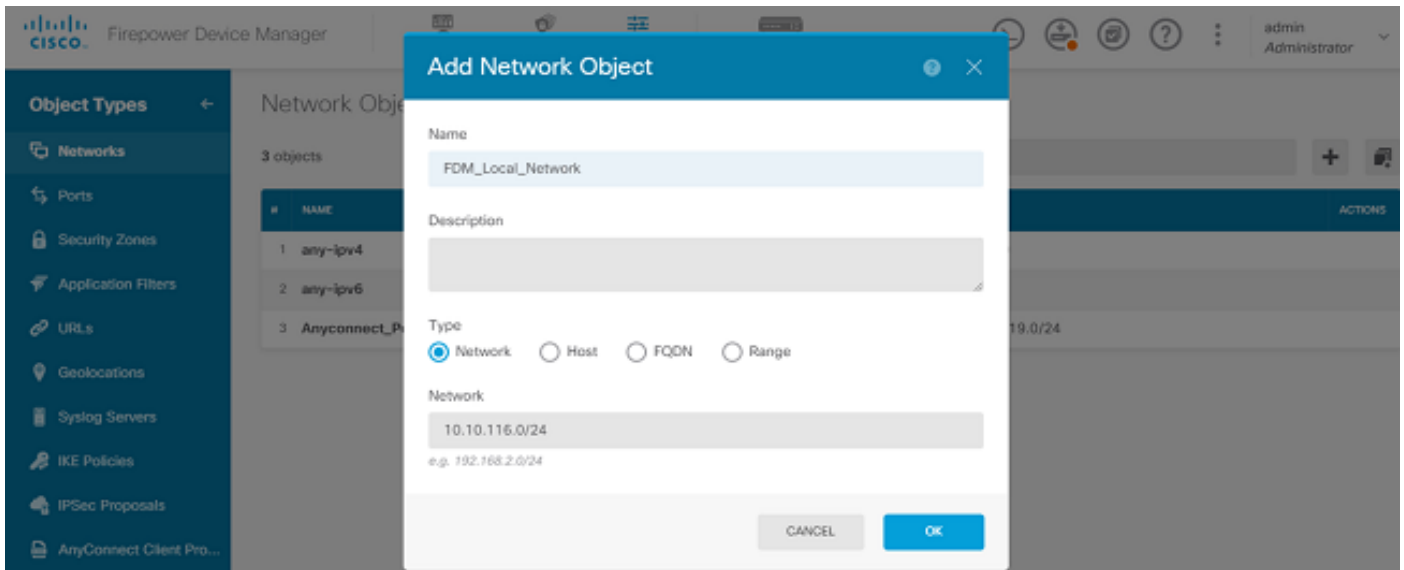 CISCO.
Firepower Device Manager
admin
Administrator
Object Types
Networks
Ports
Security Zones
Application Filters
URLs
Geolocations
Syslog Servers
IKE Policies
IPSec Proposals
AnyConnect Client Pro...
Network Obje
3 objects
# NAME ACTIONS
1 any-ipv4
2 any-ipv6
3 Anyconnect_P 19.0/24
Add Network Object
Name
FDM_Local_Network
Description
Type
Network Host FQDN Range
Network
10.10.116.0/24
e.g. 192.168.2.0/24
CANCEL OK